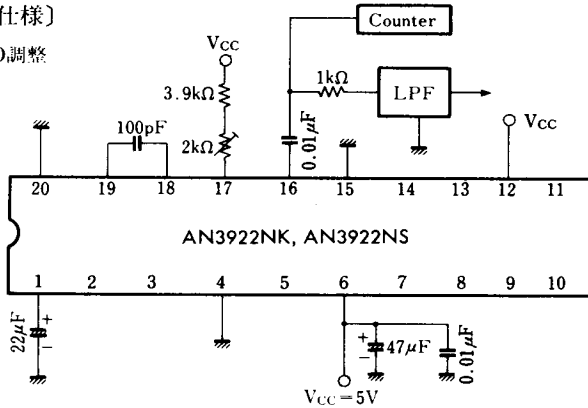 仕様〕
調整
Counter
VCC
3.9kΩ
2kΩ
100pF
1kΩ
LPF
0.01μF
VCC
20 19 18 17 16 15 14 13 12 11
AN3922NK, AN3922NS
1 2 3 4 5 6 7 8 9 10
22μF
+
−
+
−
47μF
0.01μF
VCC=5V